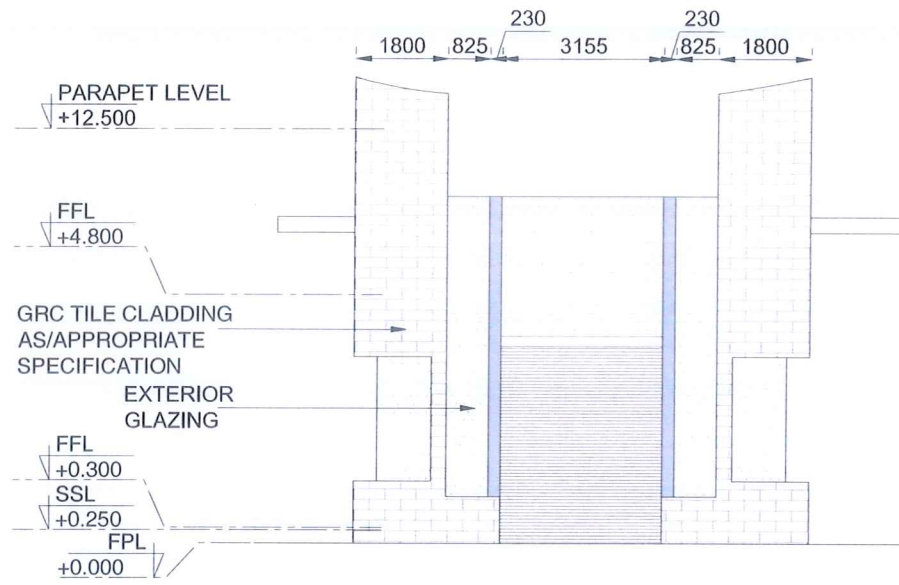 230 230
1800 825 3155 825 1800
PARAPET LEVEL
+12.500
FFL
+4.800
GRC TILE CLADDING
AS/APPROPRIATE
SPECIFICATION
EXTERIOR
GLAZING
FFL
+0.300
SSL
+0.250
FPL
+0.000